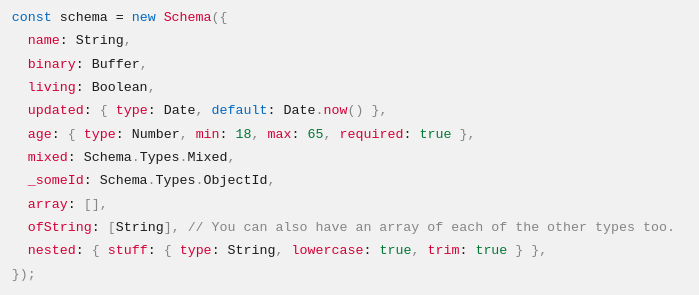 const schema = new Schema({
  name: String,
  binary: Buffer,
  living: Boolean,
  updated: { type: Date, default: Date.now() },
  age: { type: Number, min: 18, max: 65, required: true },
  mixed: Schema.Types.Mixed,
  _someId: Schema.Types.ObjectId,
  array: [],
  ofString: [String], // You can also have an array of each of the other types too.
  nested: { stuff: { type: String, lowercase: true, trim: true } },
});